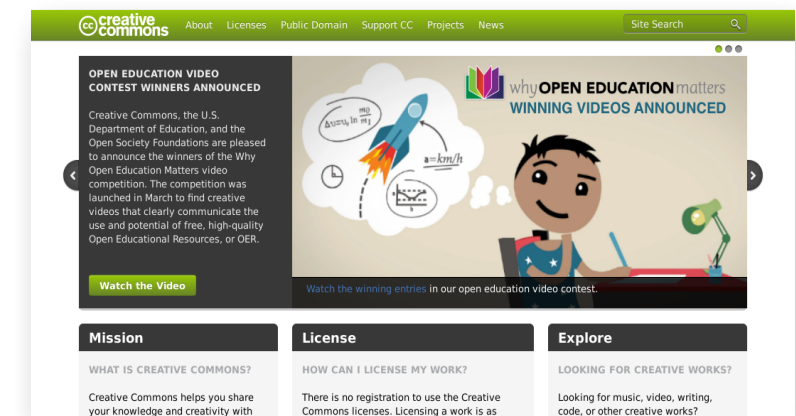 cc creative commons
About Licenses Public Domain Support CC Projects News
Site Search
OPEN EDUCATION VIDEO
CONTEST WINNERS ANNOUNCED
Creative Commons, the U.S.
Department of Education, and the
Open Society Foundations are pleased
to announce the winners of the Why
Open Education Matters video
competition. The competition was
launched in March to find creative
videos that clearly communicate the
use and potential of free, high-quality
Open Educational Resources, or OER.
Watch the Video
why OPEN EDUCATION matters
WINNING VIDEOS ANNOUNCED
a=km/h
Watch the winning entries in our open education video contest.
Mission
WHAT IS CREATIVE COMMONS?
Creative Commons helps you share
your knowledge and creativity with
License
HOW CAN I LICENSE MY WORK?
There is no registration to use the Creative
Commons licenses. Licensing a work is as
Explore
LOOKING FOR CREATIVE WORKS?
Looking for music, video, writing,
code, or other creative works?